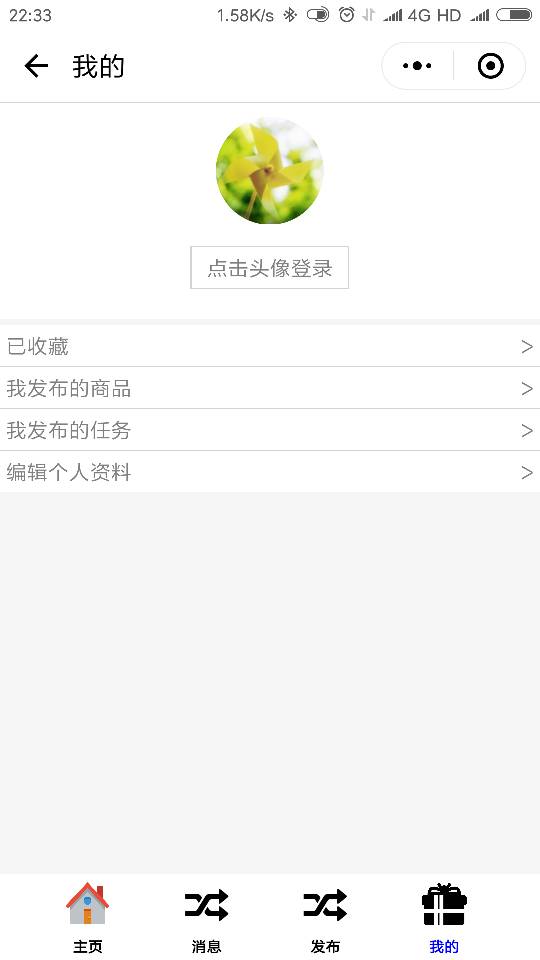 22:33 1.58K/s 4G HD
我的
点击头像登录
已收藏 >
我发布的商品 >
我发布的任务 >
编辑个人资料 >
主页 消息 发布 我的